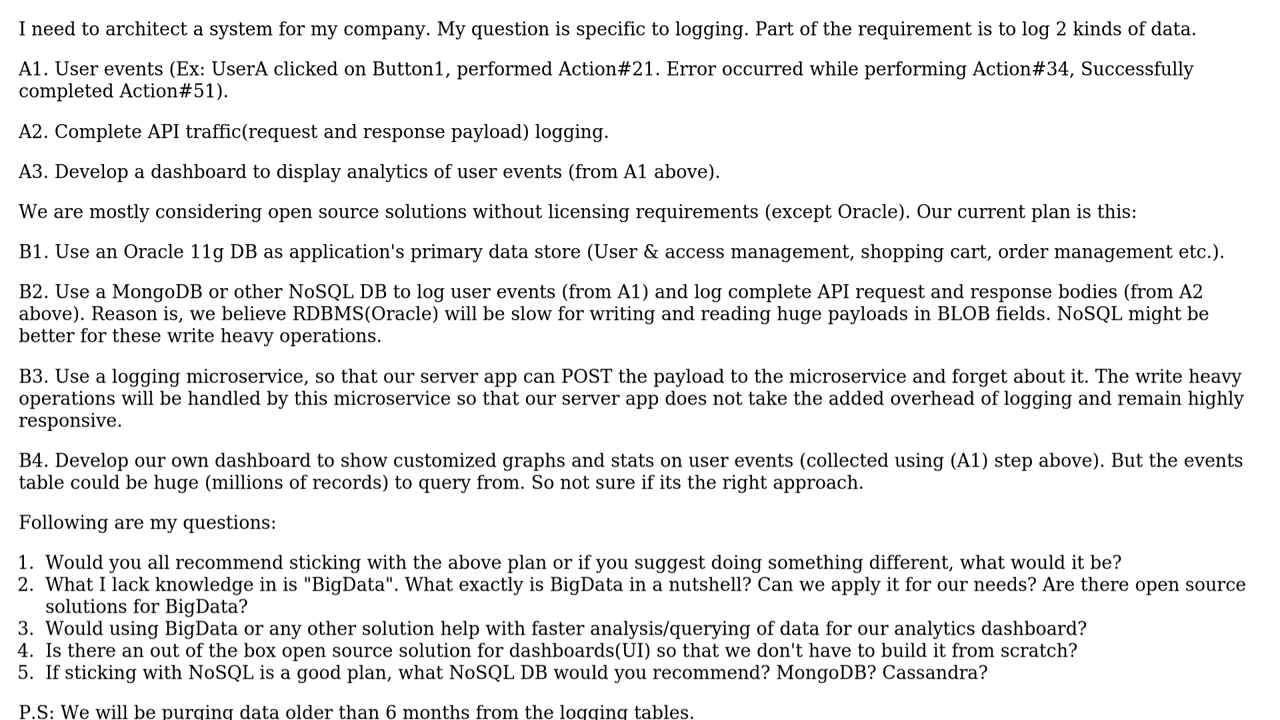 I need to architect a system for my company. My question is specific to logging. Part of the requirement is to log 2 kinds of data.
A1. User events (Ex: UserA clicked on Button1, performed Action#21. Error occurred while performing Action#34, Successfully
completed Action#51).
A2. Complete API traffic(request and response payload) logging.
A3. Develop a dashboard to display analytics of user events (from A1 above).
We are mostly considering open source solutions without licensing requirements (except Oracle). Our current plan is this:
B1. Use an Oracle 11g DB as application's primary data store (User & access management, shopping cart, order management etc.).
B2. Use a MongoDB or other NoSQL DB to log user events (from A1) and log complete API request and response bodies (from A2
above). Reason is, we believe RDBMS(Oracle) will be slow for writing and reading huge payloads in BLOB fields. NoSQL might be
better for these write heavy operations.
B3. Use a logging microservice, so that our server app can POST the payload to the microservice and forget about it. The write heavy
operations will be handled by this microservice so that our server app does not take the added overhead of logging and remain highly
responsive.
B4. Develop our own dashboard to show customized graphs and stats on user events (collected using (A1) step above). But the events
table could be huge (millions of records) to query from. So not sure if its the right approach.
Following are my questions:
1. Would you all recommend sticking with the above plan or if you suggest doing something different, what would it be?
2. What I lack knowledge in is "BigData". What exactly is BigData in a nutshell? Can we apply it for our needs? Are there open source
solutions for BigData?
3. Would using BigData or any other solution help with faster analysis/querying of data for our analytics dashboard?
4. Is there an out of the box open source solution for dashboards(UI) so that we don't have to build it from scratch?
5. If sticking with NoSQL is a good plan, what NoSQL DB would you recommend? MongoDB? Cassandra?
P.S: We will be purging data older than 6 months from the logging tables.